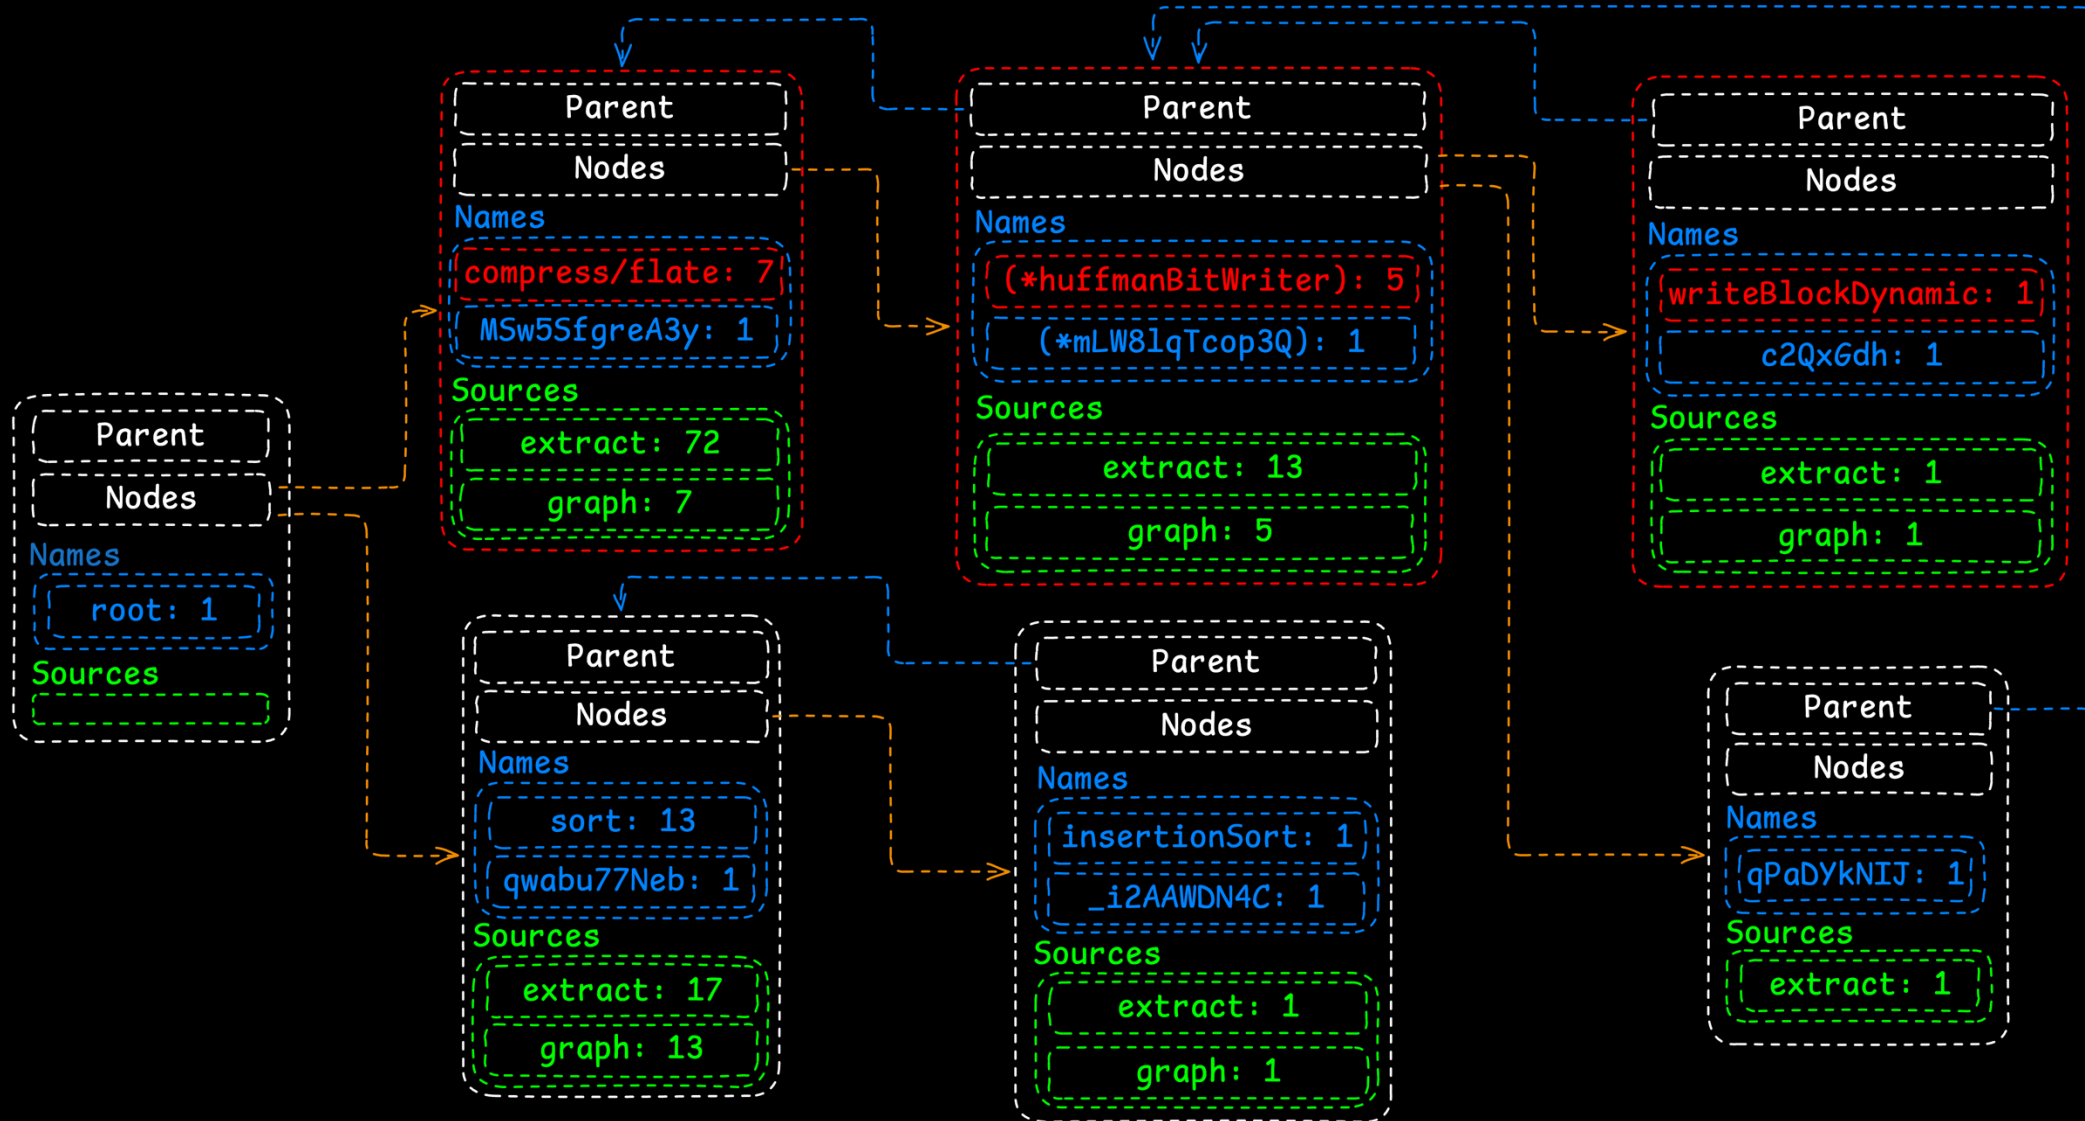 Parent
Nodes
Names
root: 1
Sources
Parent
Nodes
Names
compress/flate: 7
MSw5SfgreA3y: 1
Sources
extract: 72
graph: 7
Parent
Nodes
Names
(*huffmanBitWriter): 5
(*mLW8lqTcop3Q): 1
Sources
extract: 13
graph: 5
Parent
Nodes
Names
writeBlockDynamic: 1
c2QxGdh: 1
Sources
extract: 1
graph: 1
Parent
Nodes
Names
sort: 13
qwabu77Neb: 1
Sources
extract: 17
graph: 13
Parent
Nodes
Names
insertionSort: 1
_i2AAWDN4C: 1
Sources
extract: 1
graph: 1
Parent
Nodes
Names
qPaDYkNIJ: 1
Sources
extract: 1